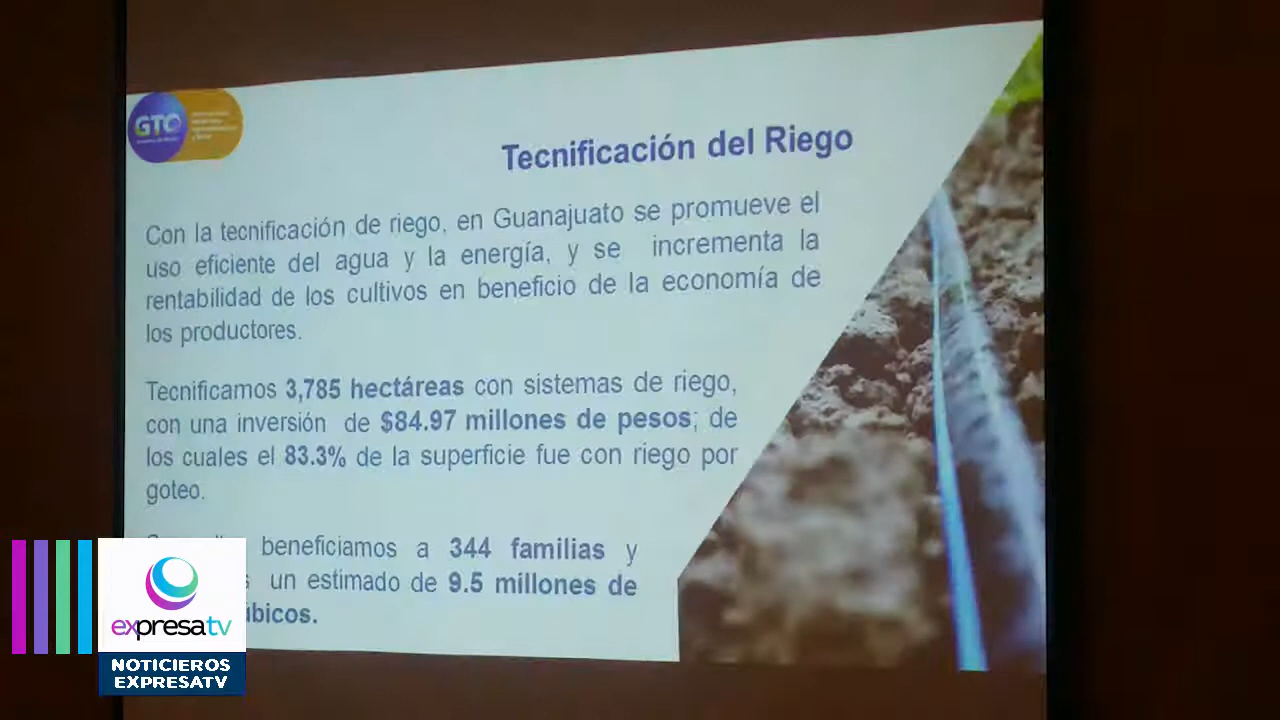 GTO
Tecnificación del Riego
Con la tecnificación de riego, en Guanajuato se promueve el
uso eficiente del agua y la energía, y se incrementa la
rentabilidad de los cultivos en beneficio de la economía de
los productores.
Tecnificamos 3,785 hectáreas con sistemas de riego,
con una inversión de $84.97 millones de pesos; de
los cuales el 83.3% de la superficie fue con riego por
goteo.
beneficiamos a 344 familias y
un estimado de 9.5 millones de
expresatv
NOTICIEROS
EXPRESATV